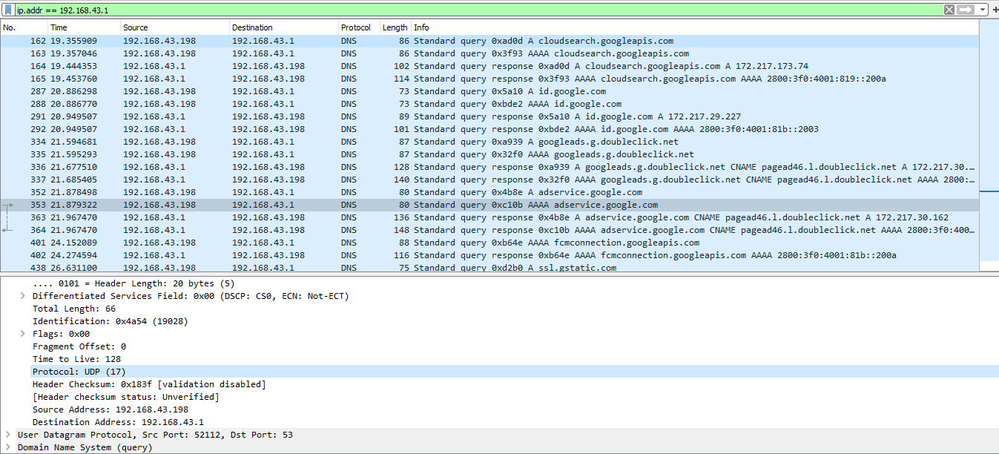 ip.addr == 192.168.43.1
No. Time Source Destination Protocol Length Info
162 19.355909 192.168.43.198 192.168.43.1 DNS 86 Standard query 0xad0d A cloudsearch.googleapis.com
163 19.357046 192.168.43.198 192.168.43.1 DNS 86 Standard query 0x3f93 AAAA cloudsearch.googleapis.com
164 19.444353 192.168.43.1 192.168.43.198 DNS 102 Standard query response 0xad0d A cloudsearch.googleapis.com A 172.217.173.74
165 19.453760 192.168.43.1 192.168.43.198 DNS 114 Standard query response 0x3f93 AAAA cloudsearch.googleapis.com AAAA 2800:3f0:4001:819::200a
287 20.886298 192.168.43.198 192.168.43.1 DNS 73 Standard query 0x5a10 A id.google.com
288 20.886770 192.168.43.198 192.168.43.1 DNS 73 Standard query 0xbde2 AAAA id.google.com
291 20.949507 192.168.43.1 192.168.43.198 DNS 89 Standard query response 0x5a10 A id.google.com A 172.217.29.227
292 20.949507 192.168.43.1 192.168.43.198 DNS 101 Standard query response 0xbde2 AAAA id.google.com AAAA 2800:3f0:4001:81b::2003
334 21.594681 192.168.43.198 192.168.43.1 DNS 87 Standard query 0xa939 A googleads.g.doubleclick.net
335 21.595293 192.168.43.198 192.168.43.1 DNS 87 Standard query 0x32f0 AAAA googleads.g.doubleclick.net
336 21.677510 192.168.43.1 192.168.43.198 DNS 128 Standard query response 0xa939 A googleads.g.doubleclick.net CNAME pagead46.l.doubleclick.net A 172.217.30.…
337 21.685405 192.168.43.1 192.168.43.198 DNS 140 Standard query response 0x32f0 AAAA googleads.g.doubleclick.net CNAME pagead46.l.doubleclick.net AAAA 2800:…
352 21.878498 192.168.43.198 192.168.43.1 DNS 80 Standard query 0x4b8e A adservice.google.com
353 21.879322 192.168.43.198 192.168.43.1 DNS 80 Standard query 0xc10b AAAA adservice.google.com
363 21.967470 192.168.43.1 192.168.43.198 DNS 136 Standard query response 0x4b8e A adservice.google.com CNAME pagead46.l.doubleclick.net A 172.217.30.162
364 21.967470 192.168.43.1 192.168.43.198 DNS 148 Standard query response 0xc10b AAAA adservice.google.com CNAME pagead46.l.doubleclick.net AAAA 2800:3f0:400…
401 24.152089 192.168.43.198 192.168.43.1 DNS 88 Standard query 0xb64e AAAA fcmconnection.googleapis.com
402 24.274594 192.168.43.1 192.168.43.198 DNS 116 Standard query response 0xb64e AAAA fcmconnection.googleapis.com AAAA 2800:3f0:4001:81b::200a
438 26.631100 192.168.43.198 192.168.43.1 DNS 75 Standard query 0xd2b0 A ssl.gstatic.com
.... 0101 = Header Length: 20 bytes (5)
Differentiated Services Field: 0x00 (DSCP: CS0, ECN: Not-ECT)
Total Length: 66
Identification: 0x4a54 (19028)
Flags: 0x00
Fragment Offset: 0
Time to Live: 128
Protocol: UDP (17)
Header Checksum: 0x183f [validation disabled]
[Header checksum status: Unverified]
Source Address: 192.168.43.198
Destination Address: 192.168.43.1
User Datagram Protocol, Src Port: 52112, Dst Port: 53
Domain Name System (query)